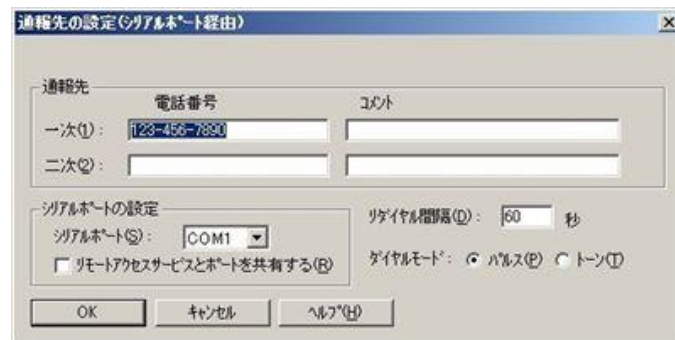 通報先の設定(ｼﾘｱﾙﾎﾟｰﾄ経由)
通報先
電話番号 ｺﾒﾝﾄ
一次(1): 123-456-7890
二次(2):
ｼﾘｱﾙﾎﾟｰﾄの設定
ｼﾘｱﾙﾎﾟｰﾄ(S): COM1
ﾘﾓｰﾄｱｸｾｽｻｰﾋﾞｽとﾎﾟｰﾄを共有する(R)
ﾘﾀﾞｲﾔﾙ間隔(D): 60 秒
ﾀﾞｲﾔﾙﾓｰﾄﾞ: ﾊﾟﾙｽ(P) ﾄｰﾝ(T)
OK ｷｬﾝｾﾙ ﾍﾙﾌﾟ(H)